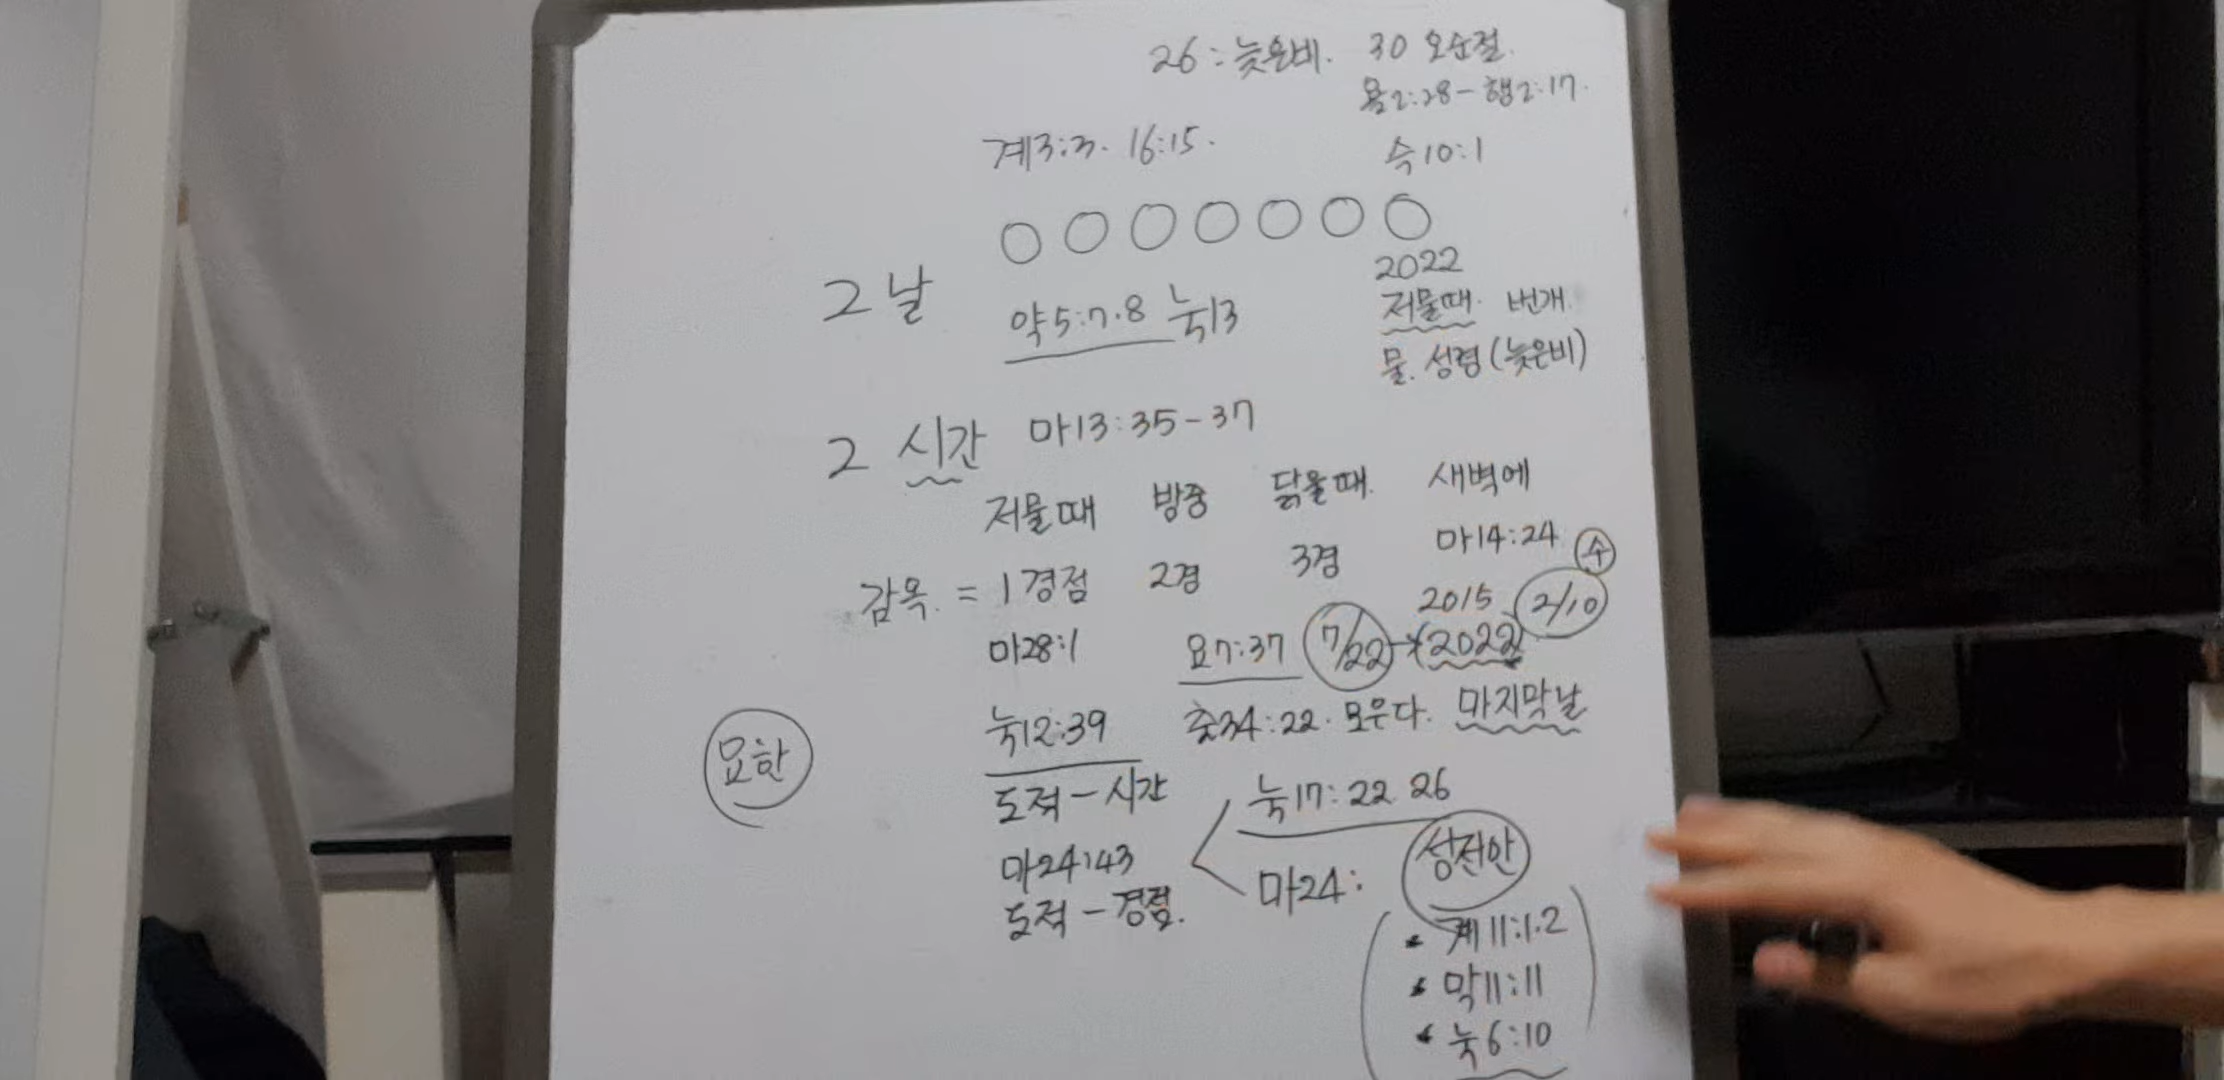 26 : 늦은비. 30 오순절.
욜2:28 - 행2:17.
계3:3. 16:15.
슥10:1
○ ○ ○ ○ ○ ○ ○
2022
그 날
약5:7.8 눅13
저물때. 번개.
물. 성령(늦은비)
그 시간 마13:35-37
저물때 밤중 닭울때. 새벽에
마14:24 수
감옥. = 1경점 2경 3경
2015 2/10
마28:1 요7:37 7/22 (2022)
눅12:39 출34:22. 모우다. 마지막날
요한
도적 - 시간
눅17: 22 26
마24:43
마24: 성전안
도적 - 경점.
계11:1.2
막11:11
눅6:10